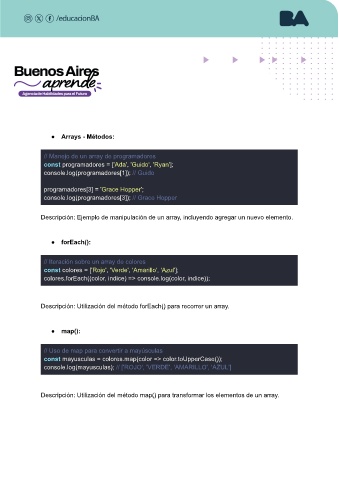 /educacionBA
BA
Buenos Aires
aprende
Agencia de Habilidades para el Futuro
● Arrays - Métodos:
// Manejo de un array de programadores
const programadores = ['Ada', 'Guido', 'Ryan'];
console.log(programadores[1]); // Guido
programadores[3] = 'Grace Hopper';
console.log(programadores[3]); // Grace Hopper
Descripción: Ejemplo de manipulación de un array, incluyendo agregar un nuevo elemento.
● forEach():
// Iteración sobre un array de colores
const colores = ['Rojo', 'Verde', 'Amarillo', 'Azul'];
colores.forEach((color, indice) => console.log(color, indice));
Descripción: Utilización del método forEach() para recorrer un array.
● map():
// Uso de map para convertir a mayúsculas
const mayusculas = colores.map(color => color.toUpperCase());
console.log(mayusculas); // ['ROJO', 'VERDE', 'AMARILLO', 'AZUL']
Descripción: Utilización del método map() para transformar los elementos de un array.